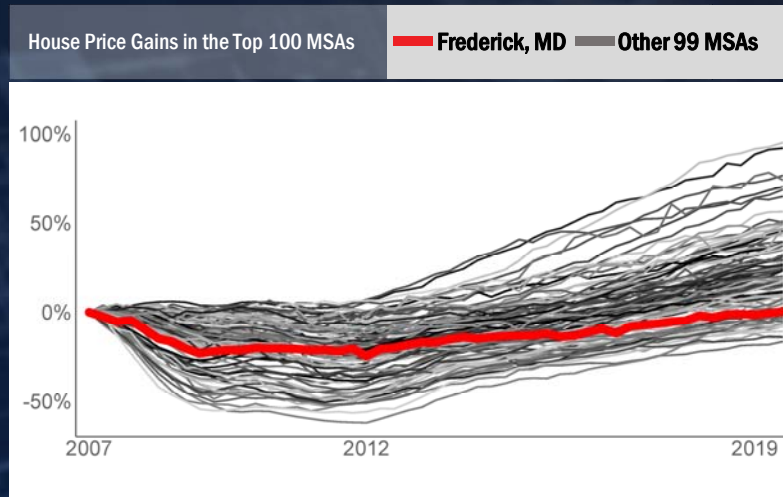 House Price Gains in the Top 100 MSAs
Frederick, MD Other 99 MSAs
100%
50%
0%
-50%
2007 2012 2019